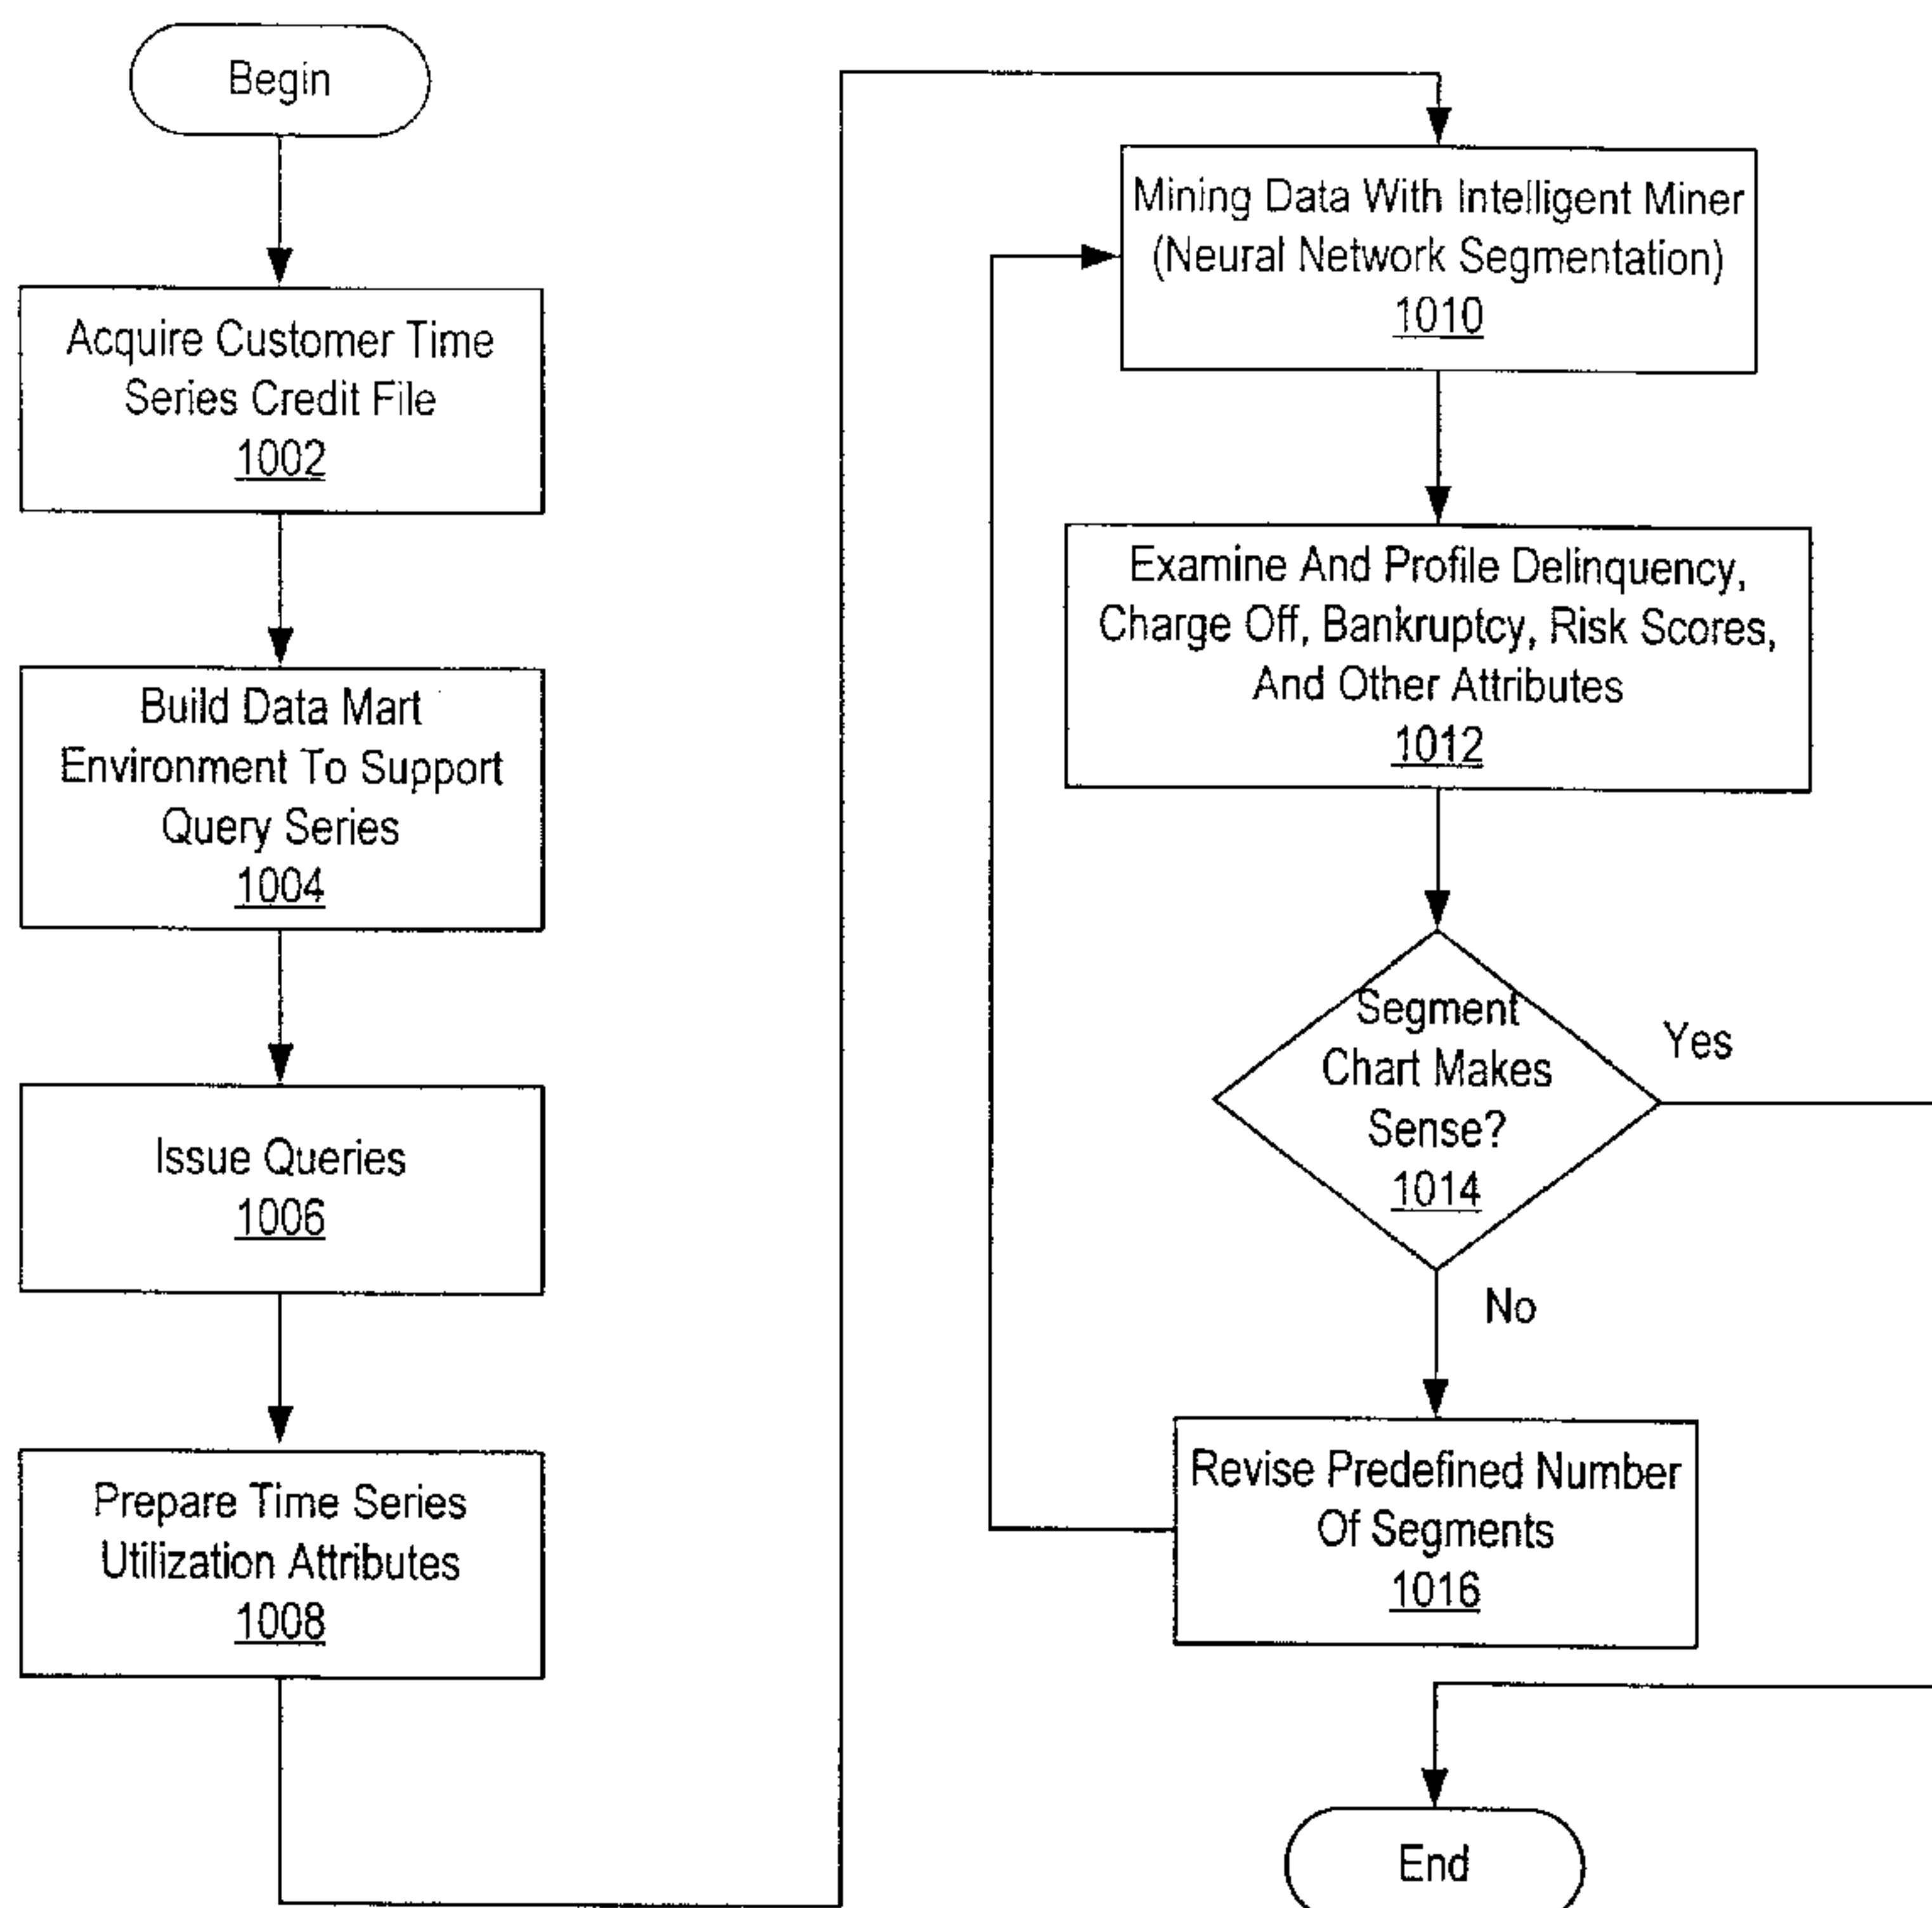 Begin
Acquire Customer Time
Series Credit File
1002
Build Data Mart
Environment To Support
Query Series
1004
Issue Queries
1006
Prepare Time Series
Utilization Attributes
1008
Mining Data With Intelligent Miner
(Neural Network Segmentation)
1010
Examine And Profile Delinquency,
Charge Off, Bankruptcy, Risk Scores,
And Other Attributes
1012
Segment
Chart Makes
Sense?
1014
Yes
No
Revise Predefined Number
Of Segments
1016
End